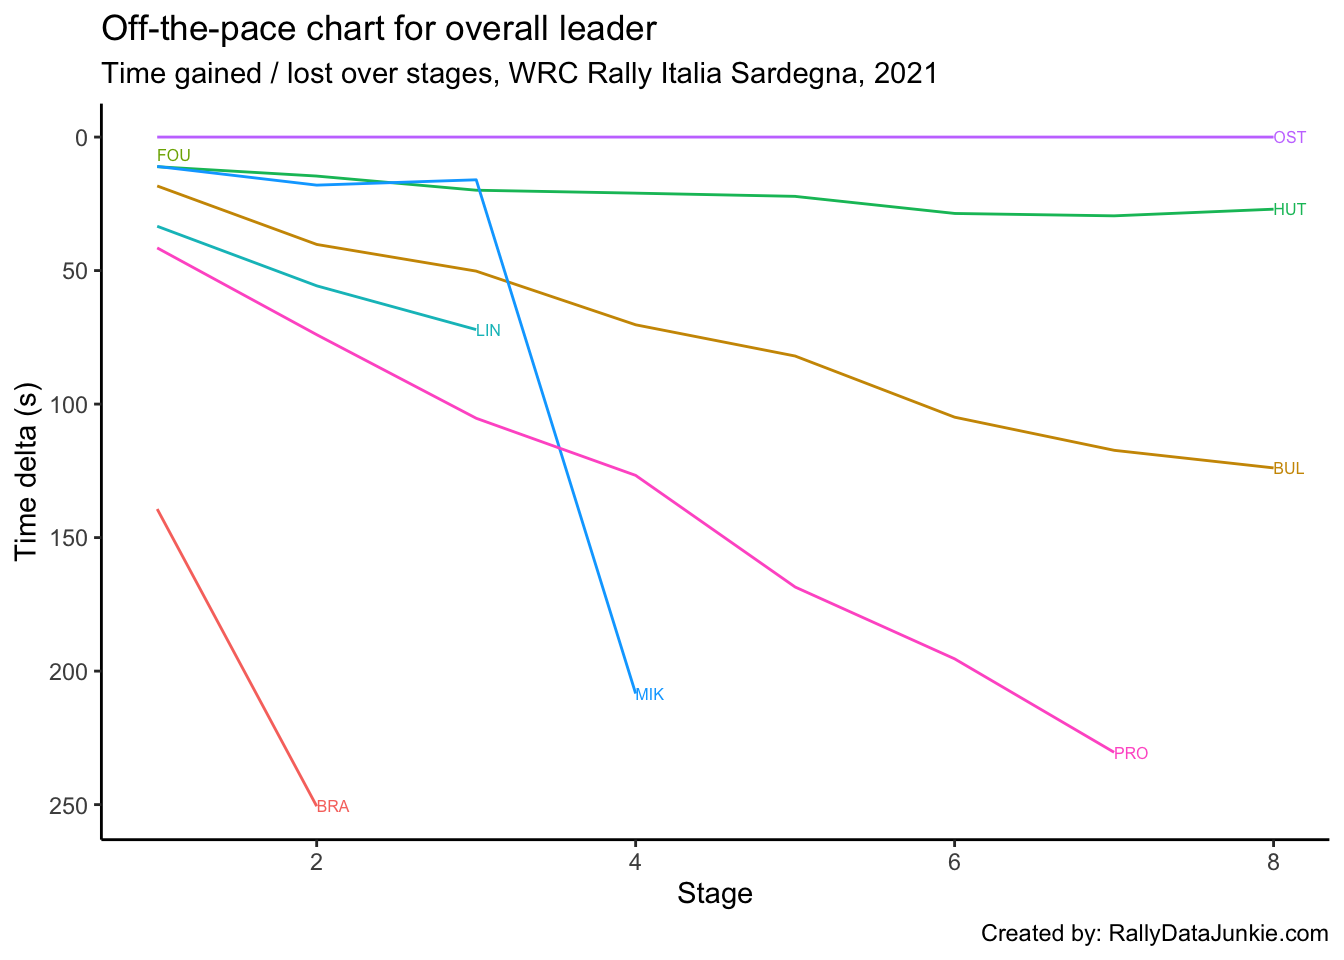 Off-the-pace chart for overall leader
Time gained / lost over stages, WRC Rally Italia Sardegna, 2021
0
50
100
150
200
250
Time delta (s)
OST
FOU
HUT
LIN
BUL
MIK
PRO
BRA
2
4
6
8
Stage
Created by: RallyDataJunkie.com